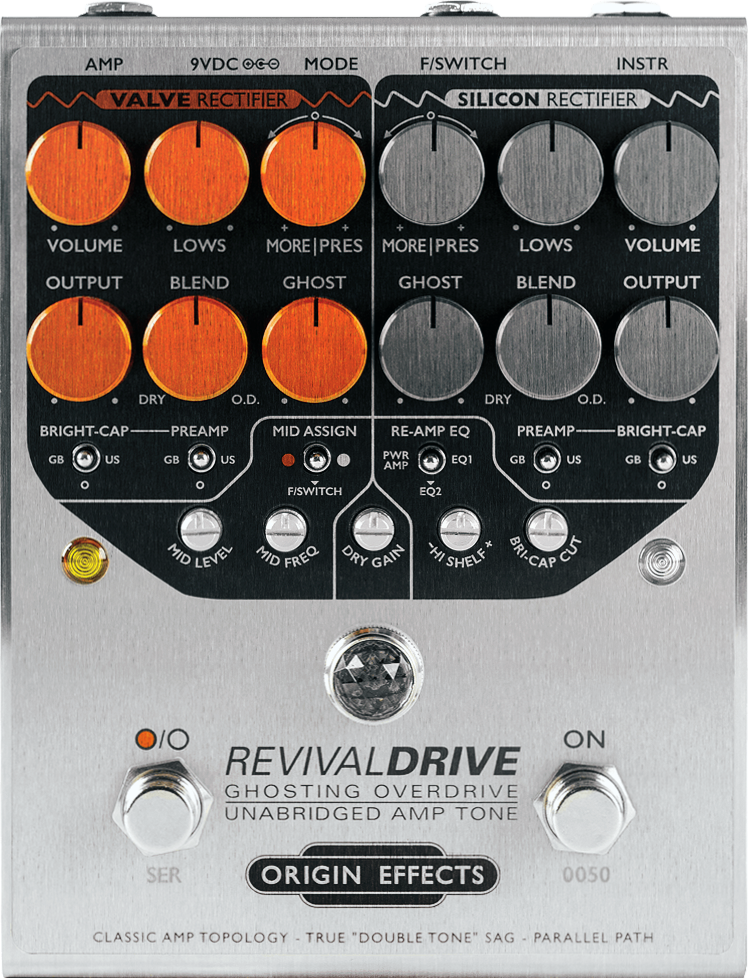 AMP 9VDC MODE F/SWITCH INSTR
VALVE RECTIFIER SILICON RECTIFIER
VOLUME LOWS MORE|PRES MORE|PRES LOWS VOLUME
OUTPUT BLEND GHOST GHOST BLEND OUTPUT
DRY O.D. DRY O.D.
BRIGHT-CAP PREAMP MID ASSIGN RE-AMP EQ PREAMP BRIGHT-CAP
GB US GB US PWR AMP EQ1 GB US GB US
F/SWITCH EQ2
MID LEVEL MID FREQ DRY GAIN -HI SHELF+ BRI-CAP CUT
/O ON
REVIVALDRIVE
GHOSTING OVERDRIVE
UNABRIDGED AMP TONE
SER 0050
ORIGIN EFFECTS
CLASSIC AMP TOPOLOGY - TRUE "DOUBLE TONE" SAG - PARALLEL PATH